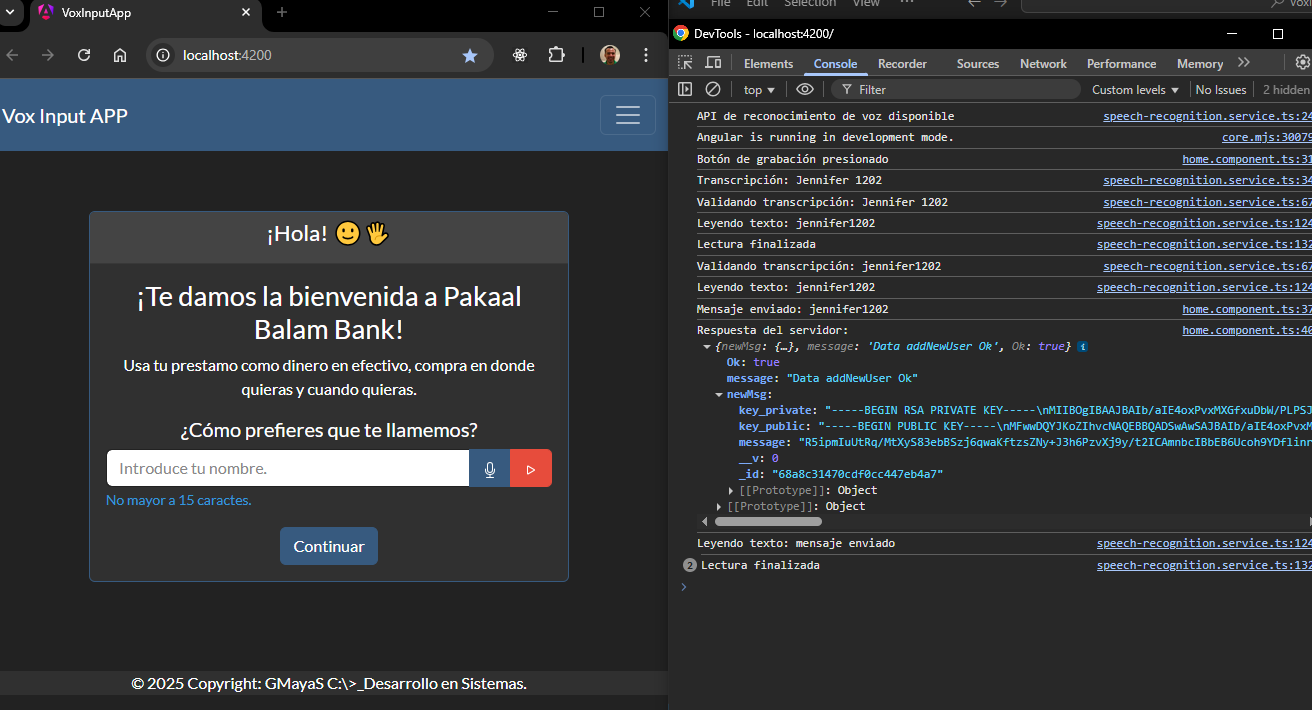 VoxInputApp
localhost:4200
Vox Input APP
¡Hola!
¡Te damos la bienvenida a Pakaal
Balam Bank!
Usa tu prestamo como dinero en efectivo, compra en donde
quieras y cuando quieras.
¿Cómo prefieres que te llamemos?
Introduce tu nombre.
No mayor a 15 caractes.
Continuar
© 2025 Copyright: GMayaS C:\>_Desarrollo en Sistemas.
File Edit Selection View ···
DevTools - localhost:4200/
Elements Console Recorder Sources Network Performance Memory
top Filter Custom levels No Issues 2 hidden
API de reconocimiento de voz disponible speech-recognition.service.ts:24
Angular is running in development mode. core.mjs:30079
Botón de grabación presionado home.component.ts:31
Transcripción: Jennifer 1202 speech-recognition.service.ts:34
Validando transcripción: Jennifer 1202 speech-recognition.service.ts:67
Leyendo texto: jennifer1202 speech-recognition.service.ts:124
Lectura finalizada speech-recognition.service.ts:132
Validando transcripción: jennifer1202 speech-recognition.service.ts:67
Leyendo texto: jennifer1202 speech-recognition.service.ts:124
Mensaje enviado: jennifer1202 home.component.ts:37
Respuesta del servidor: home.component.ts:40
{newMsg: {…}, message: 'Data addNewUser Ok', Ok: true}
Ok: true
message: "Data addNewUser Ok"
newMsg:
key_private: "-----BEGIN RSA PRIVATE KEY-----\nMIIBOgIBAAJBAIb/aIE4oxPvxMXGfxuDbW/PLPSJ
key_public: "-----BEGIN PUBLIC KEY-----\nMFwwDQYJKoZIhvcNAQEBBQADSwAwSAJBAIb/aIE4oxPvxM
message: "R5ipmIuUtRq/MtXyS83ebBSzj6qwaKftzsZNy+J3h6PzvXj9y/t2ICAmnbcIBbEB6Ucoh9YDflinr
__v: 0
_id: "68a8c31470cdf0cc447eb4a7"
[[Prototype]]: Object
[[Prototype]]: Object
Leyendo texto: mensaje enviado speech-recognition.service.ts:124
2 Lectura finalizada speech-recognition.service.ts:132